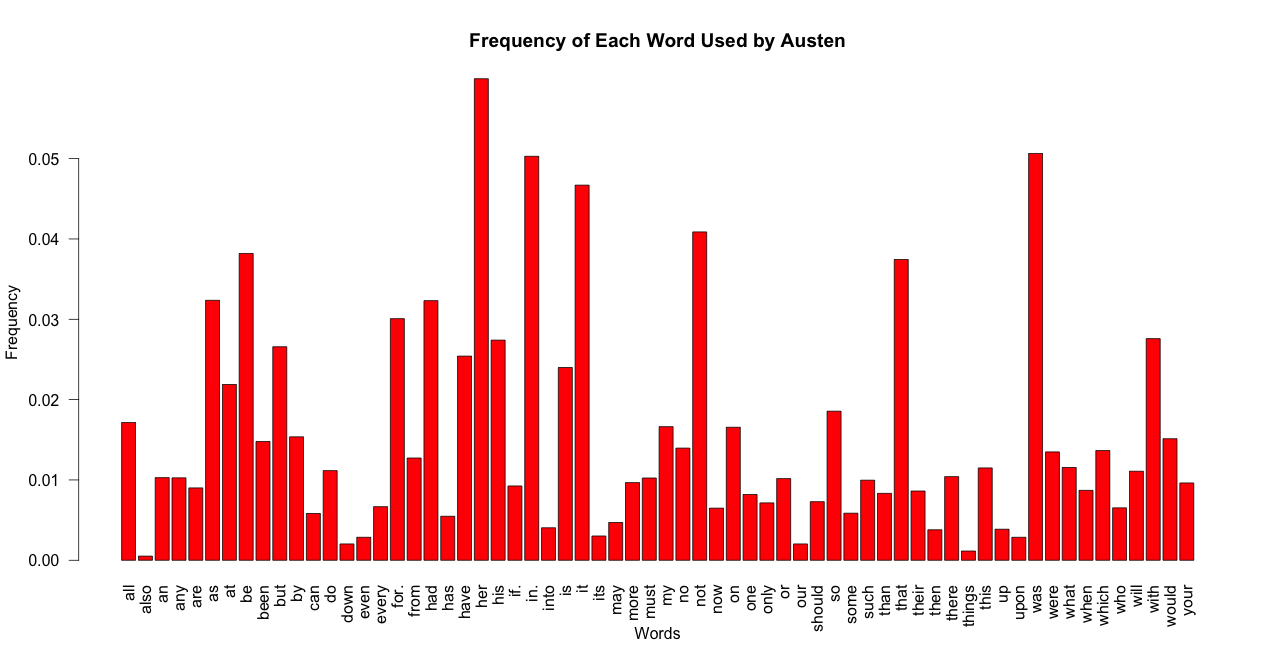 Frequency of Each Word Used by Austen
Frequency
0.05
0.04
0.03
0.02
0.01
0.00
all
also
an
any
are
as
at
be
been
but
by
can
do
down
even
every
for.
from
had
has
have
her
his
if.
in.
into
is
it
its
may
more
must
my
no
not
now
on
one
only
or
our
should
so
some
such
than
that
their
then
there
things
this
up
upon
was
were
what
when
which
who
will
with
would
your
Words